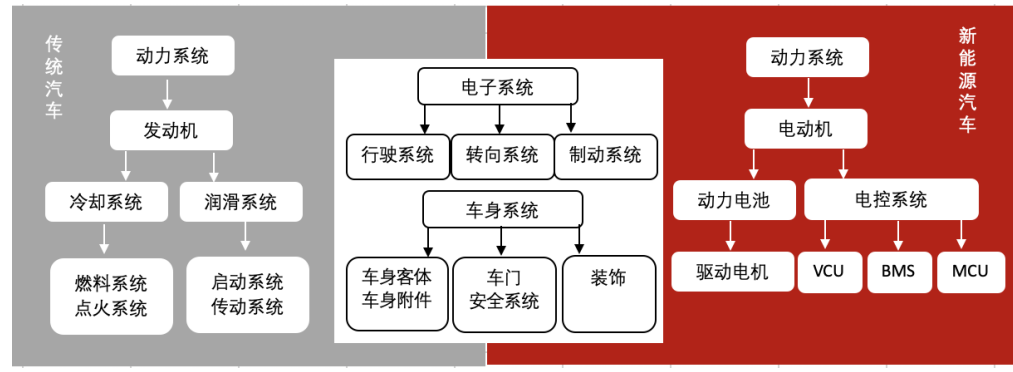 传统汽车
动力系统
发动机
冷却系统
润滑系统
燃料系统
点火系统
启动系统
传动系统
电子系统
行驶系统
转向系统
制动系统
车身系统
车身客体
车身附件
车门
安全系统
装饰
新能源汽车
动力系统
电动机
动力电池
电控系统
驱动电机
VCU
BMS
MCU